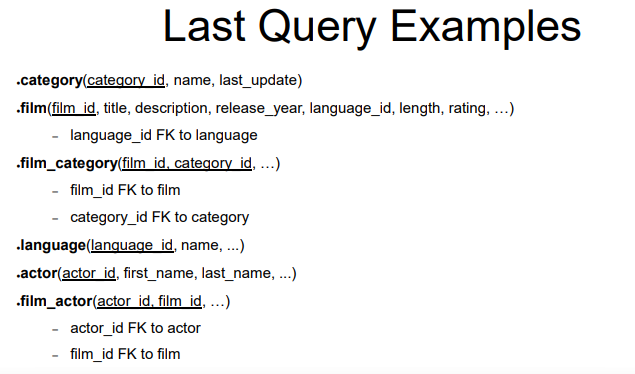 Last Query Examples
.category(category_id, name, last_update)
.film(film_id, title, description, release_year, language_id, length, rating, …)
– language_id FK to language
.film_category(film_id, category_id, …)
– film_id FK to film
– category_id FK to category
.language(language_id, name, ...)
.actor(actor_id, first_name, last_name, ...)
.film_actor(actor_id, film_id, …)
– actor_id FK to actor
– film_id FK to film